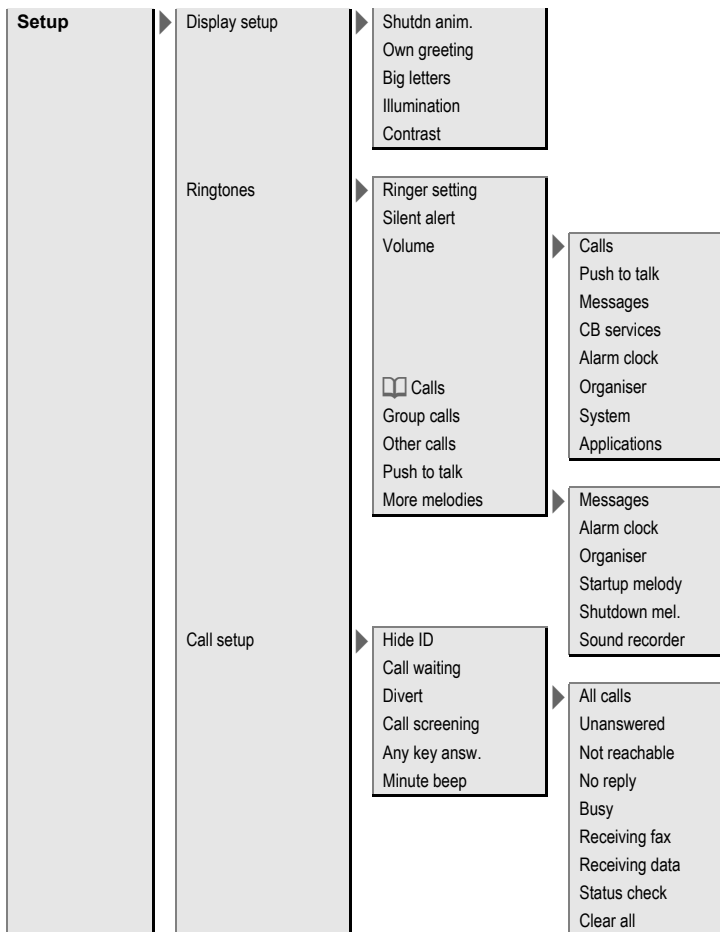 Setup
Display setup
Shutdn anim.
Own greeting
Big letters
Illumination
Contrast
Ringtones
Ringer setting
Silent alert
Volume
Calls
Push to talk
Messages
CB services
Alarm clock
Organiser
System
Applications
Calls
Group calls
Other calls
Push to talk
More melodies
Messages
Alarm clock
Organiser
Startup melody
Shutdown mel.
Sound recorder
Call setup
Hide ID
Call waiting
Divert
All calls
Unanswered
Not reachable
No reply
Busy
Receiving fax
Receiving data
Status check
Clear all
Call screening
Any key answ.
Minute beep